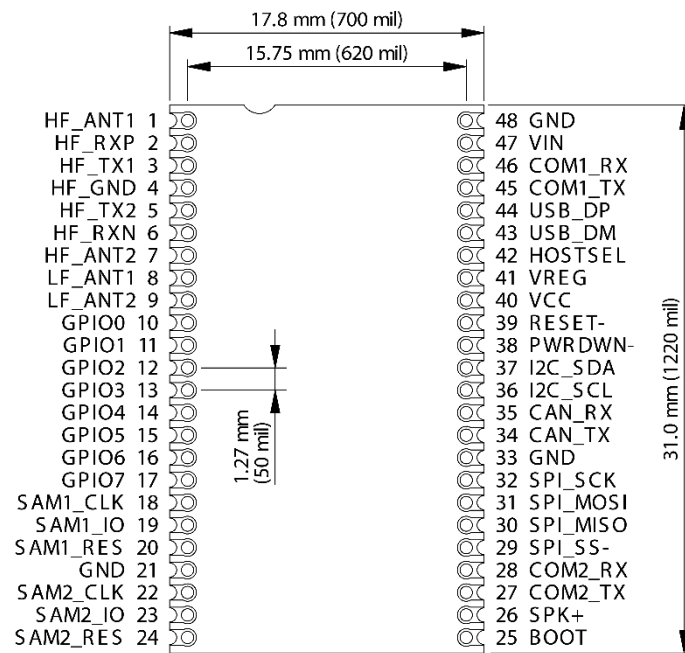 17.8 mm (700 mil)
15.75 mm (620 mil)
HF_ANT1 1
HF_RXP 2
HF_TX1 3
HF_GND 4
HF_TX2 5
HF_RXN 6
HF_ANT2 7
LF_ANT1 8
LF_ANT2 9
GPIO0 10
GPIO1 11
GPIO2 12
GPIO3 13
GPIO4 14
GPIO5 15
GPIO6 16
GPIO7 17
SAM1_CLK 18
SAM1_IO 19
SAM1_RES 20
GND 21
SAM2_CLK 22
SAM2_IO 23
SAM2_RES 24
1.27 mm
(50 mil)
48 GND
47 VIN
46 COM1_RX
45 COM1_TX
44 USB_DP
43 USB_DM
42 HOSTSEL
41 VREG
40 VCC
39 RESET-
38 PWRDWN-
37 I2C_SDA
36 I2C_SCL
35 CAN_RX
34 CAN_TX
33 GND
32 SPI_SCK
31 SPI_MOSI
30 SPI_MISO
29 SPI_SS-
28 COM2_RX
27 COM2_TX
26 SPK+
25 BOOT
31.0 mm (1220 mil)